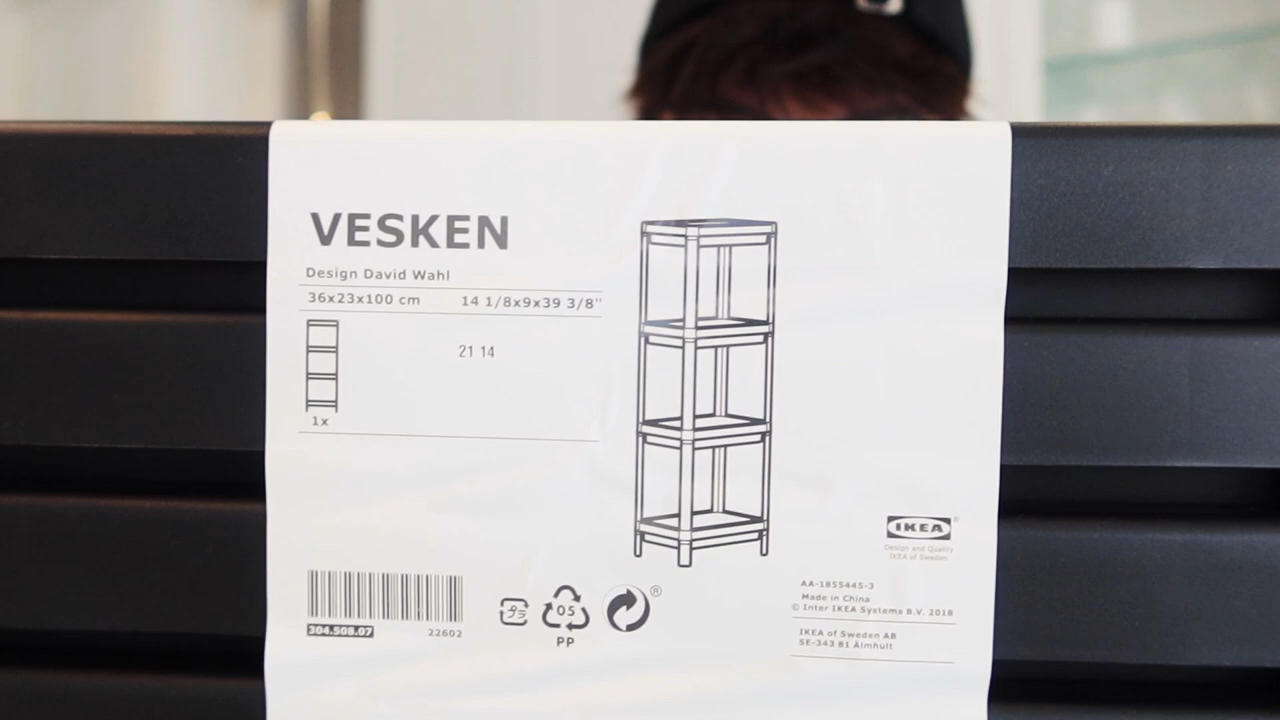 VESKEN
Design David Wahl
36x23x100 cm 14 1/8x9x39 3/8"
21 14
1x
304.508.07 22602
プラ
05
PP
®
IKEA ®
Design and Quality
IKEA of Sweden
AA-1855445-3
Made in China
© Inter IKEA Systems B.V. 2018
IKEA of Sweden AB
SE-343 81 Älmhult